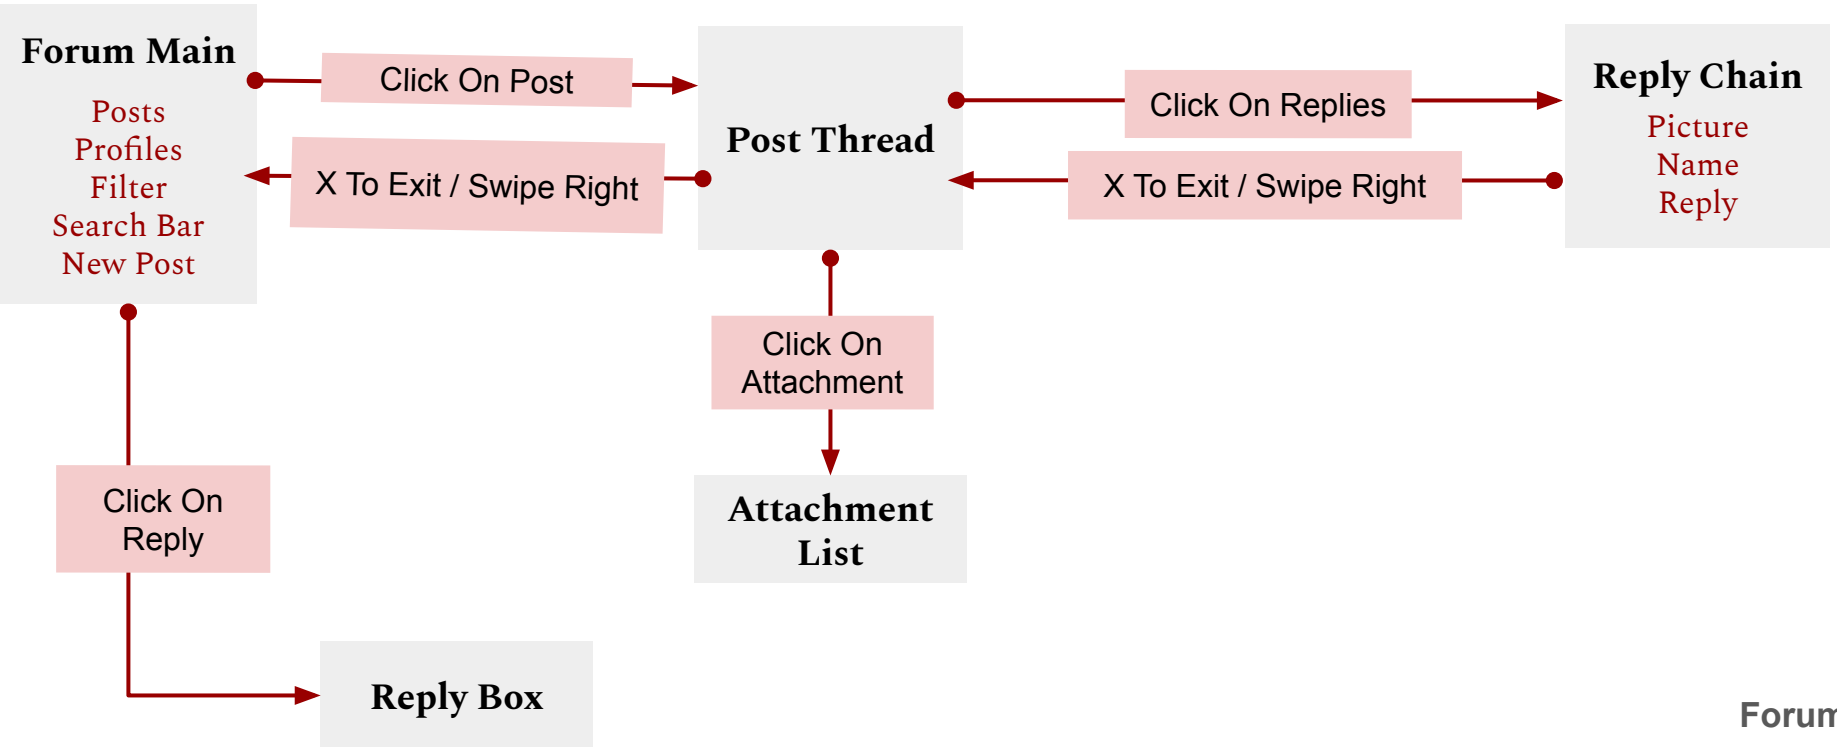 Forum Main
Posts
Profiles
Filter
Search Bar
New Post
Click On Post
X To Exit / Swipe Right
Post Thread
Click On Replies
X To Exit / Swipe Right
Reply Chain
Picture
Name
Reply
Click On
Attachment
Attachment
List
Click On
Reply
Reply Box
Forum